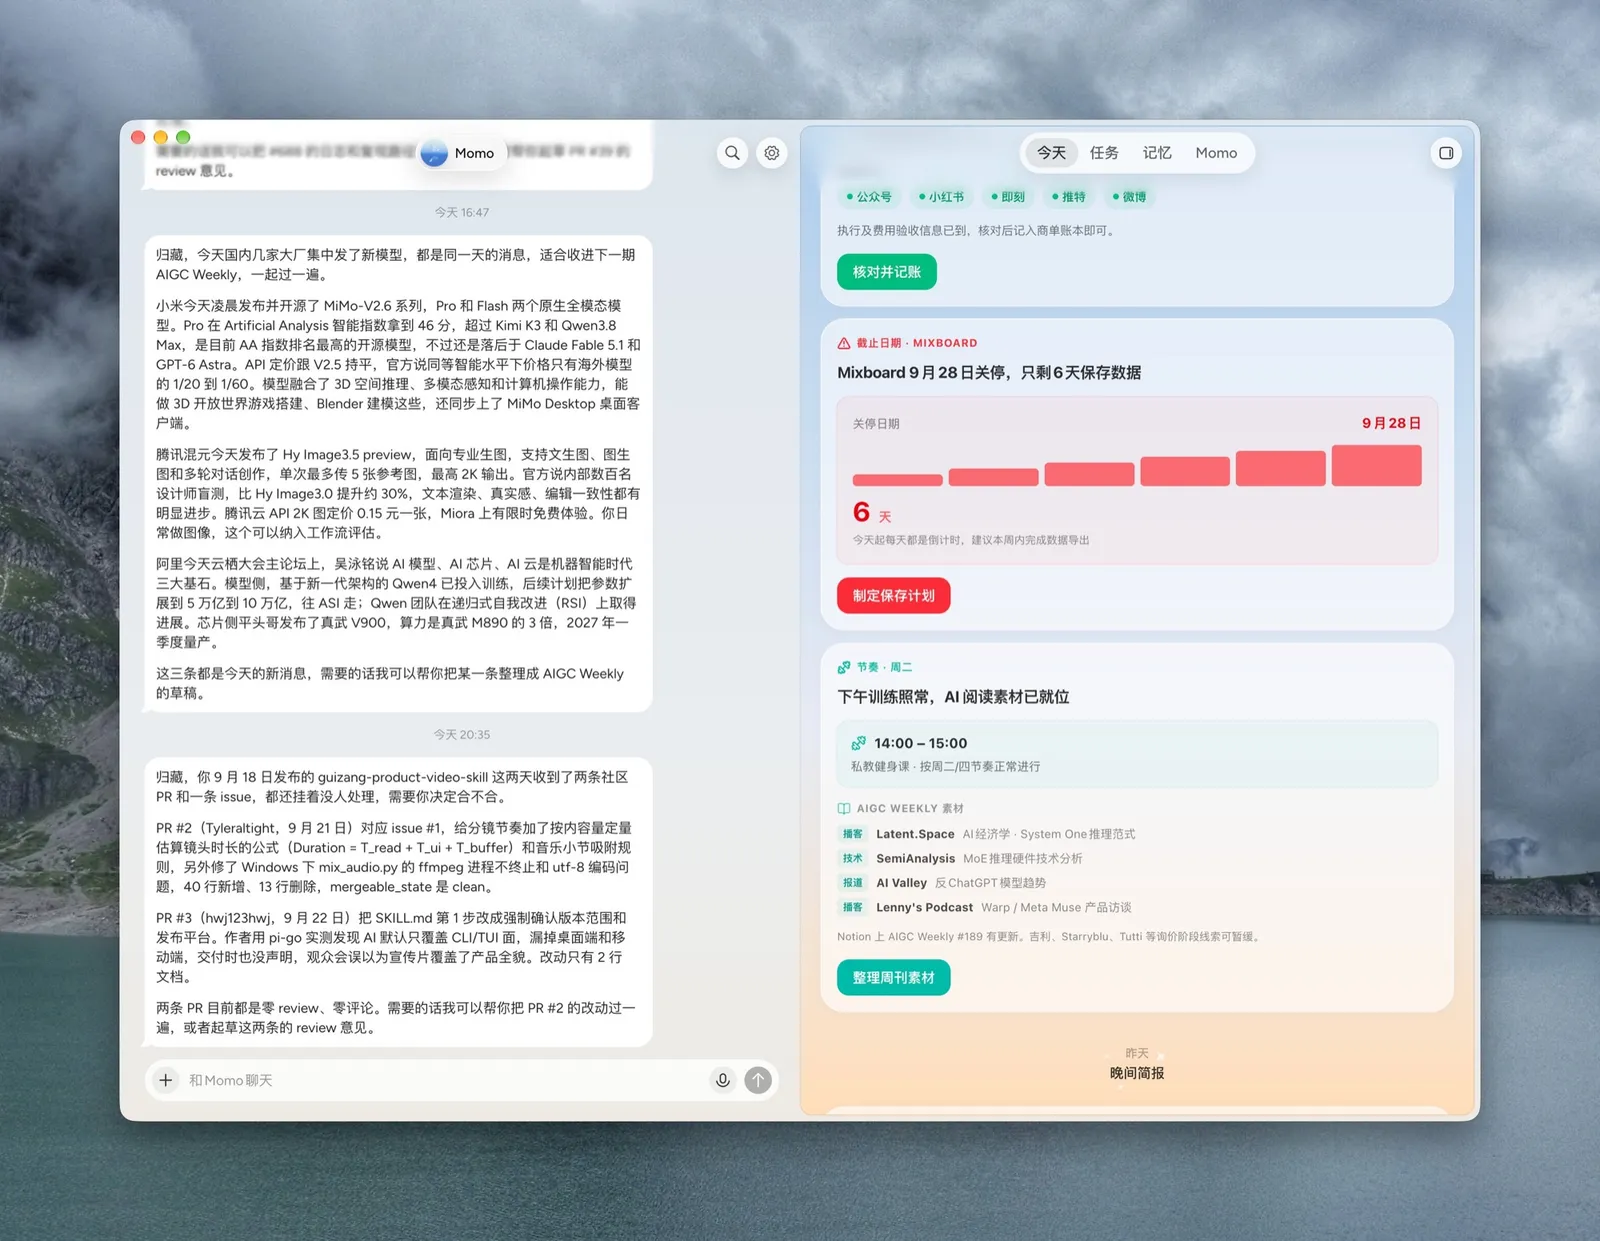 Momo
review 意见。
今天 16:47
归藏，今天国内几家大厂集中发了新模型，都是同一天的消息，适合收进下一期
AIGC Weekly，一起过一遍。
小米今天凌晨发布并开源了 MiMo-V2.6 系列，Pro 和 Flash 两个原生全模态模
型。Pro 在 Artificial Analysis 智能指数拿到 46 分，超过 Kimi K3 和 Qwen3.8
Max，是目前 AA 指数排名最高的开源模型，不过还是落后于 Claude Fable 5.1 和
GPT-6 Astra。API 定价跟 V2.5 持平，官方说同等智能水平下价格只有海外模型
的 1/20 到 1/60。模型融合了 3D 空间推理、多模态感知和计算机操作能力，能
做 3D 开放世界游戏搭建、Blender 建模这些，还同步上了 MiMo Desktop 桌面客
户端。
腾讯混元今天发布了 Hy Image3.5 preview，面向专业生图，支持文生图、图生
图和多轮对话创作，单次最多传 5 张参考图，最高 2K 输出。官方说内部数百名
设计师盲测，比 Hy Image3.0 提升约 30%，文本渲染、真实感、编辑一致性都有
明显进步。腾讯云 API 2K 图定价 0.15 元一张，Miora 上有限时免费体验。你日
常做图像，这个可以纳入工作流评估。
阿里今天云栖大会主论坛上，吴泳铭说 AI 模型、AI 芯片、AI 云是机器智能时代
三大基石。模型侧，基于新一代架构的 Qwen4 已投入训练，后续计划把参数扩
展到 5 万亿到 10 万亿，往 ASI 走；Qwen 团队在递归式自我改进（RSI）上取得
进展。芯片侧平头哥发布了真武 V900，算力是真武 M890 的 3 倍，2027 年一
季度量产。
这三条都是今天的新消息，需要的话我可以帮你把某一条整理成 AIGC Weekly
的草稿。
今天 20:35
归藏，你 9 月 18 日发布的 guizang-product-video-skill 这两天收到了两条社区
PR 和一条 issue，都还挂着没人处理，需要你决定合不合。
PR #2（Tyleraltight，9 月 21 日）对应 issue #1，给分镜节奏加了按内容量定量
估算镜头时长的公式（Duration = T_read + T_ui + T_buffer）和音乐小节吸附规
则，另外修了 Windows 下 mix_audio.py 的 ffmpeg 进程不终止和 utf-8 编码问
题，40 行新增、13 行删除，mergeable_state 是 clean。
PR #3（hwj123hwj，9 月 22 日）把 SKILL.md 第 1 步改成强制确认版本范围和
发布平台。作者用 pi-go 实测发现 AI 默认只覆盖 CLI/TUI 面，漏掉桌面端和移
动端，交付时也没声明，观众会误以为宣传片覆盖了产品全貌。改动只有 2 行
文档。
两条 PR 目前都是零 review、零评论。需要的话我可以帮你把 PR #2 的改动过一
遍，或者起草这两条的 review 意见。
和Momo聊天
今天 任务 记忆 Momo
公众号 小红书 即刻 推特 微博
执行及费用验收信息已到，核对后记入商单账本即可。
核对并记账
截止日期 · MIXBOARD
Mixboard 9月28日关停，只剩6天保存数据
关停日期 9月28日
6 天
今天起每天都是倒计时，建议本周内完成数据导出
制定保存计划
节奏 · 周二
下午训练照常，AI阅读素材已就位
14:00 – 15:00
私教健身课 · 按周二/四节奏正常进行
AIGC WEEKLY 素材
播客 Latent.Space AI经济学 · System One推理范式
技术 SemiAnalysis MoE推理硬件技术分析
报道 AI Valley 反ChatGPT模型趋势
播客 Lenny's Podcast Warp / Meta Muse 产品访谈
Notion 上 AIGC Weekly #189 有更新。吉利、Starryblu、Tutti 等询价阶段线索可暂缓。
整理周刊素材
昨天
晚间简报